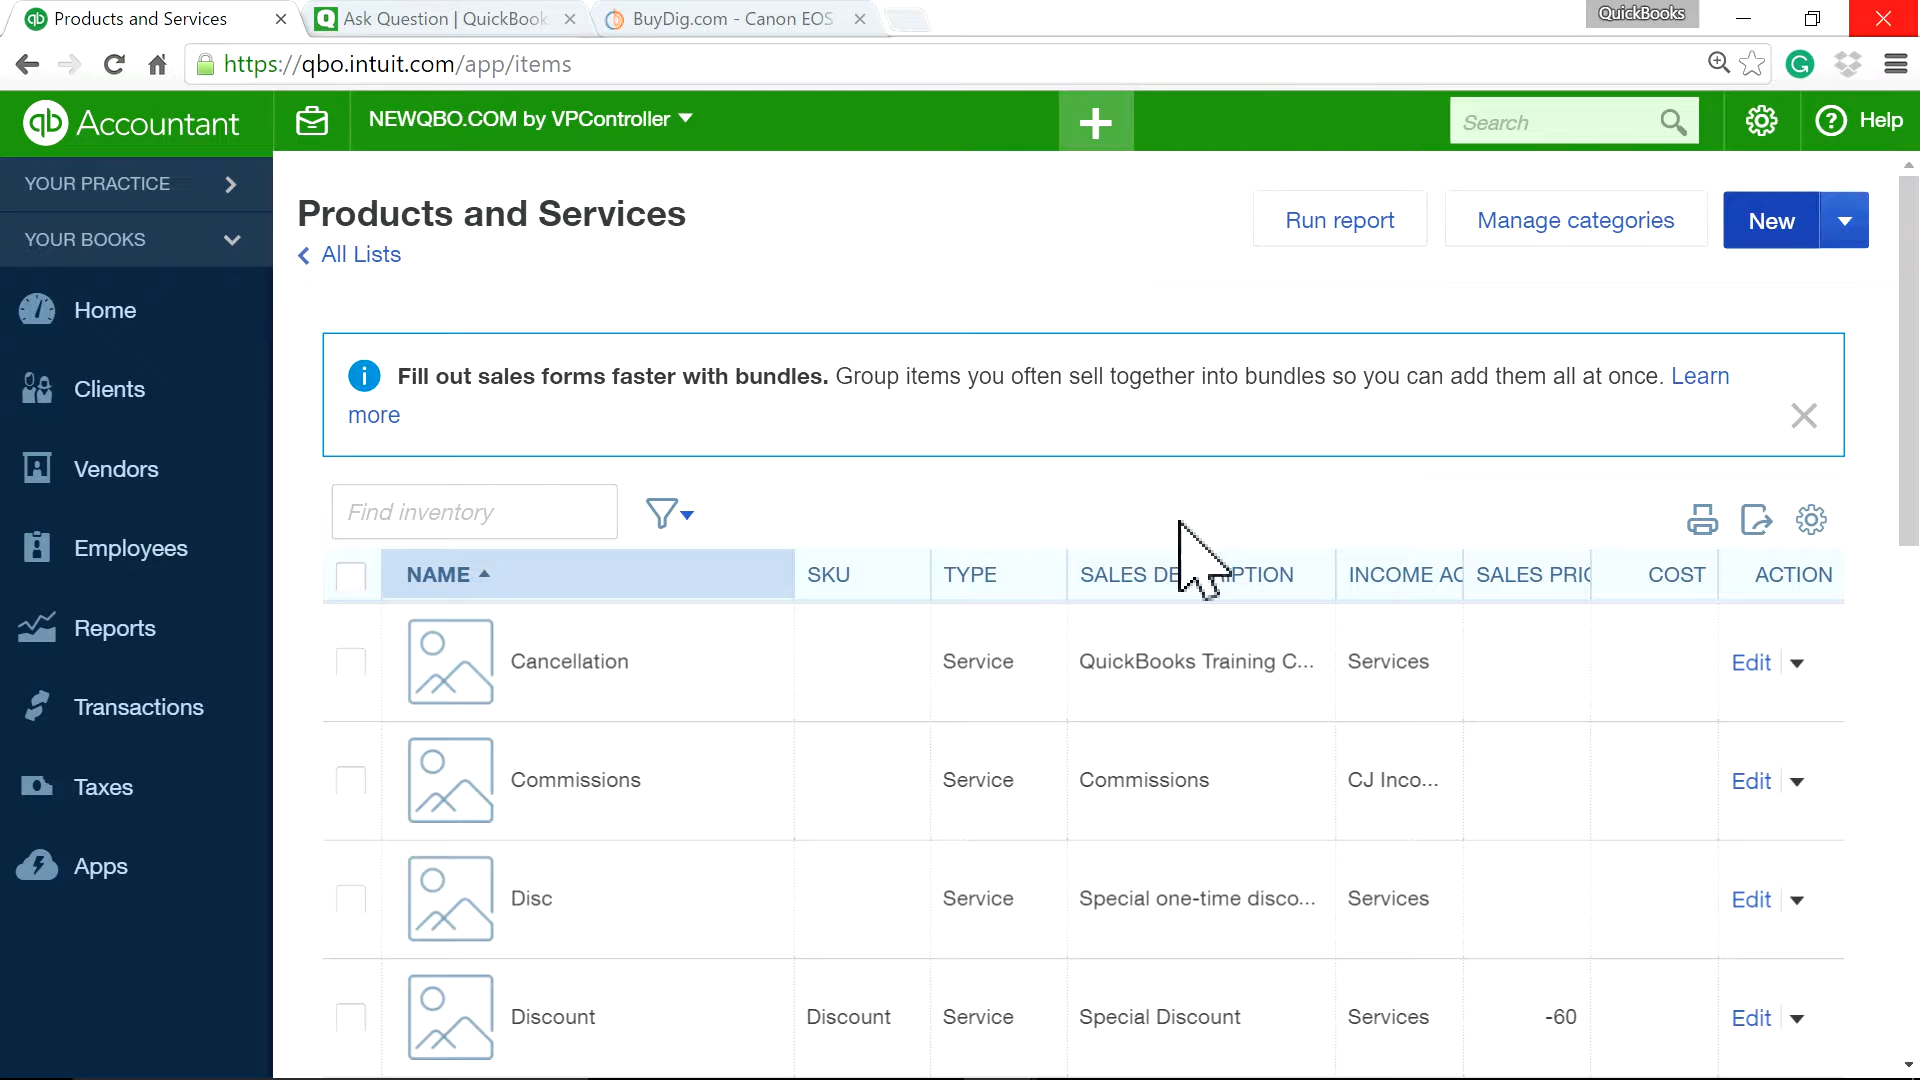 Products and Services
Ask Question | QuickBook
BuyDig.com - Canon EOS
QuickBooks
https://qbo.intuit.com/app/items
qb Accountant
NEWQBO.COM by VPController
Search
Help
YOUR PRACTICE
YOUR BOOKS
Home
Clients
Vendors
Employees
Reports
Transactions
Taxes
Apps
Products and Services
All Lists
Run report
Manage categories
New
Fill out sales forms faster with bundles. Group items you often sell together into bundles so you can add them all at once. Learn
more
Find inventory
NAME SKU TYPE SALES DE PTION INCOME AC SALES PRIC COST ACTION
Cancellation Service QuickBooks Training C... Services Edit
Commissions Service Commissions CJ Inco... Edit
Disc Service Special one-time disco... Services Edit
Discount Discount Service Special Discount Services -60 Edit